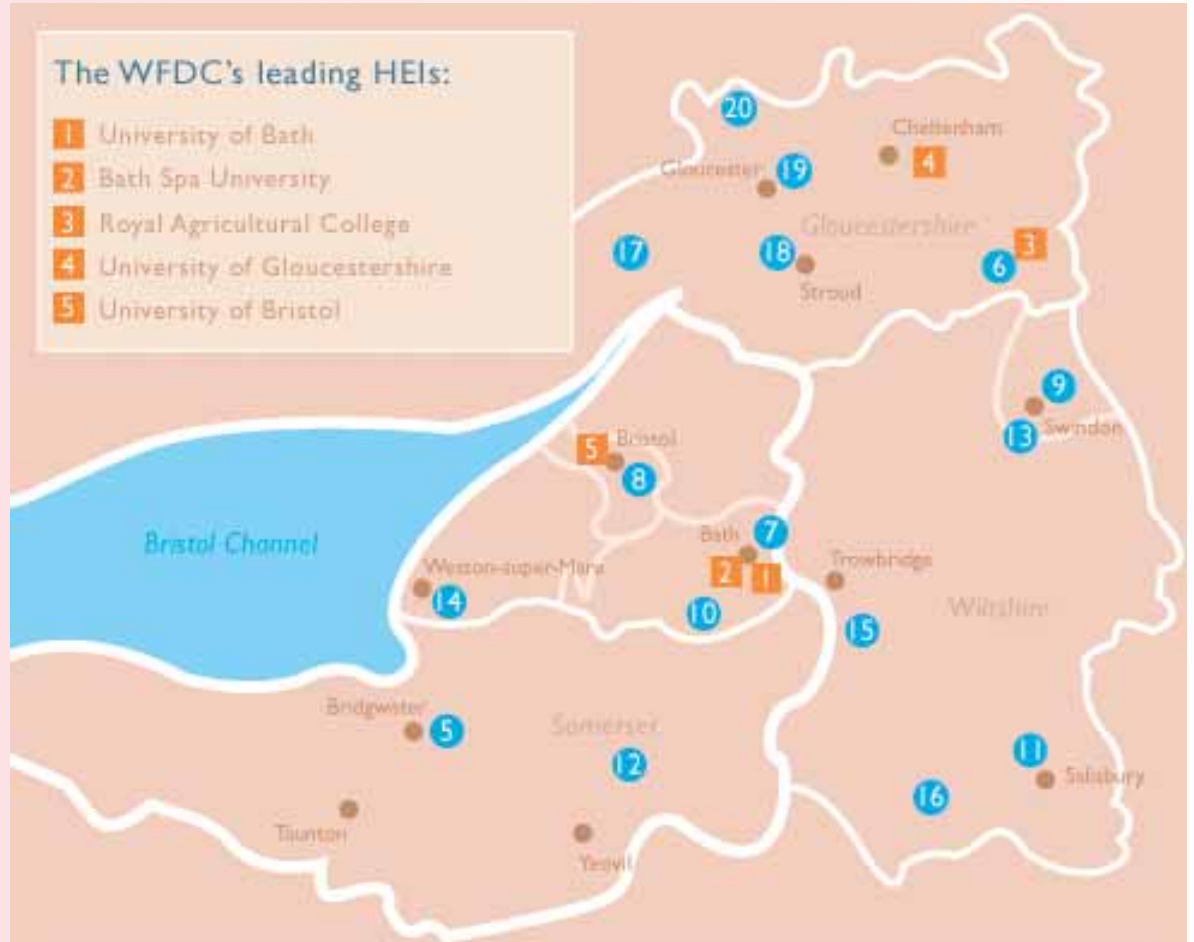 The WFDC's leading HEIs:
1 University of Bath
2 Bath Spa University
3 Royal Agricultural College
4 University of Gloucestershire
5 University of Bristol
20
Cheltenham
4
Gloucester
19
17
18
Gloucestershire
3
6
Stroud
9
Swindon
13
5
Bristol
8
Bristol Channel
7
Bath
2
1
Weston-super-Mare
14
10
Trowbridge
15
Wiltshire
Bridgwater
5
Somerset
12
11
Salisbury
16
Taunton
Yeovil